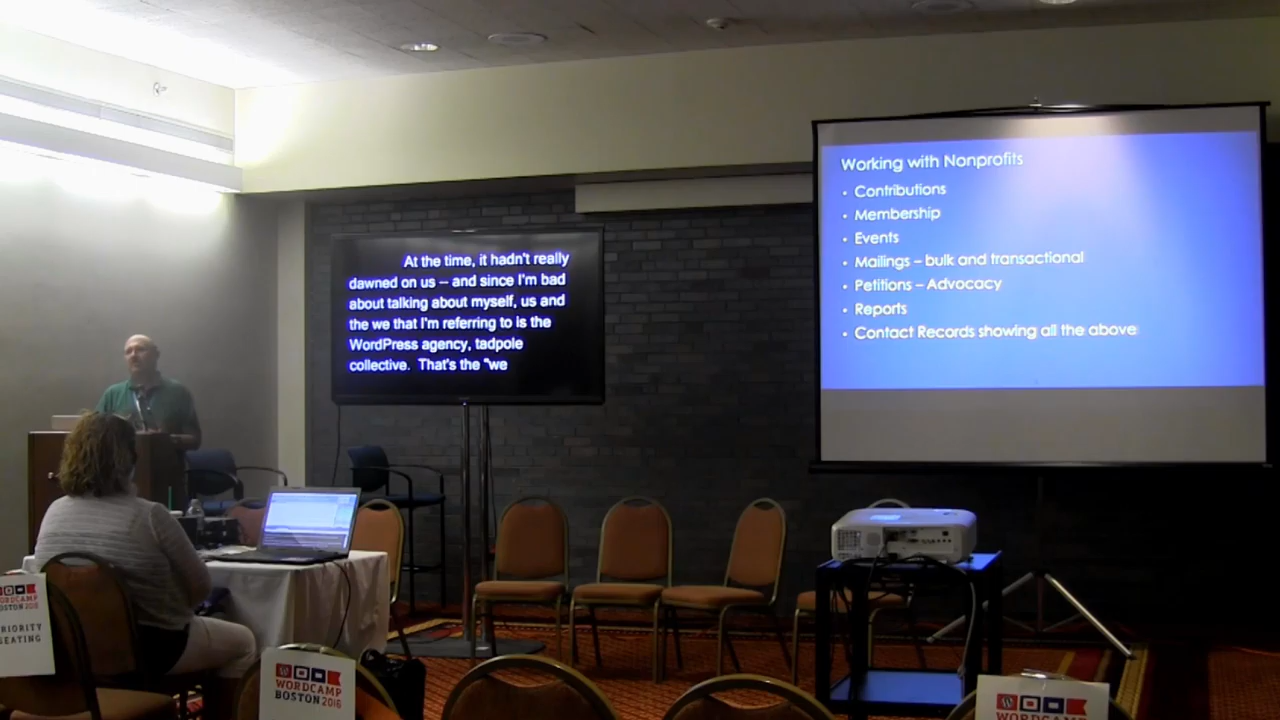 At the time, it hadn't really
dawned on us -- and since I'm bad
about talking about myself, us and
the we that I'm referring to is the
WordPress agency, tadpole
collective. That's the "we
Working with Nonprofits
• Contributions
• Membership
• Events
• Mailings – bulk and transactional
• Petitions – Advocacy
• Reports
• Contact Records showing all the above
WORDCAMP
BOSTON 2016
RIORITY
SEATING
WORDCAMP
BOSTON 2016
WORDCAMP